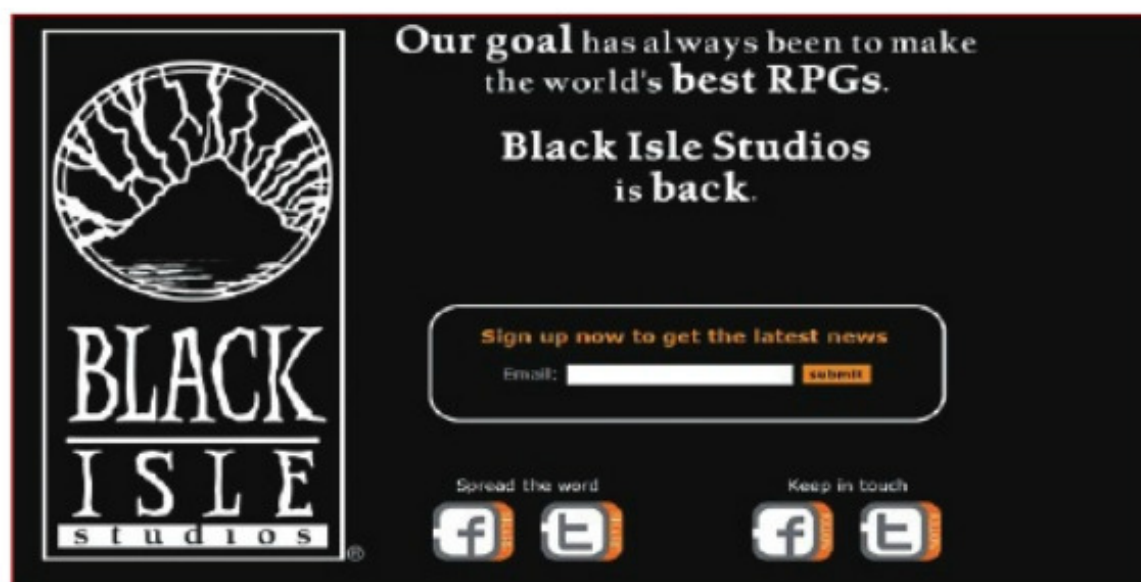 BLACK
ISLE
studios
®
Our goal has always been to make
the world's best RPGs.
Black Isle Studios
is back.
Sign up now to get the latest news
Email:
submit
Spread the word
Keep in touch
f
t
f
t